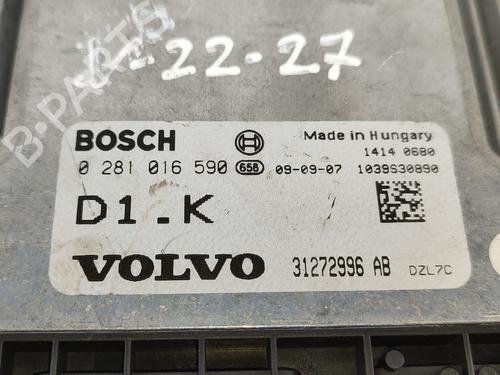 22-27
B-PARTS
BOSCH
Made in Hungary
1414 0680
0 281 016 590 658 09-09-07 1039S30890
D1.K
VOLVO 31272996 AB DZL7C